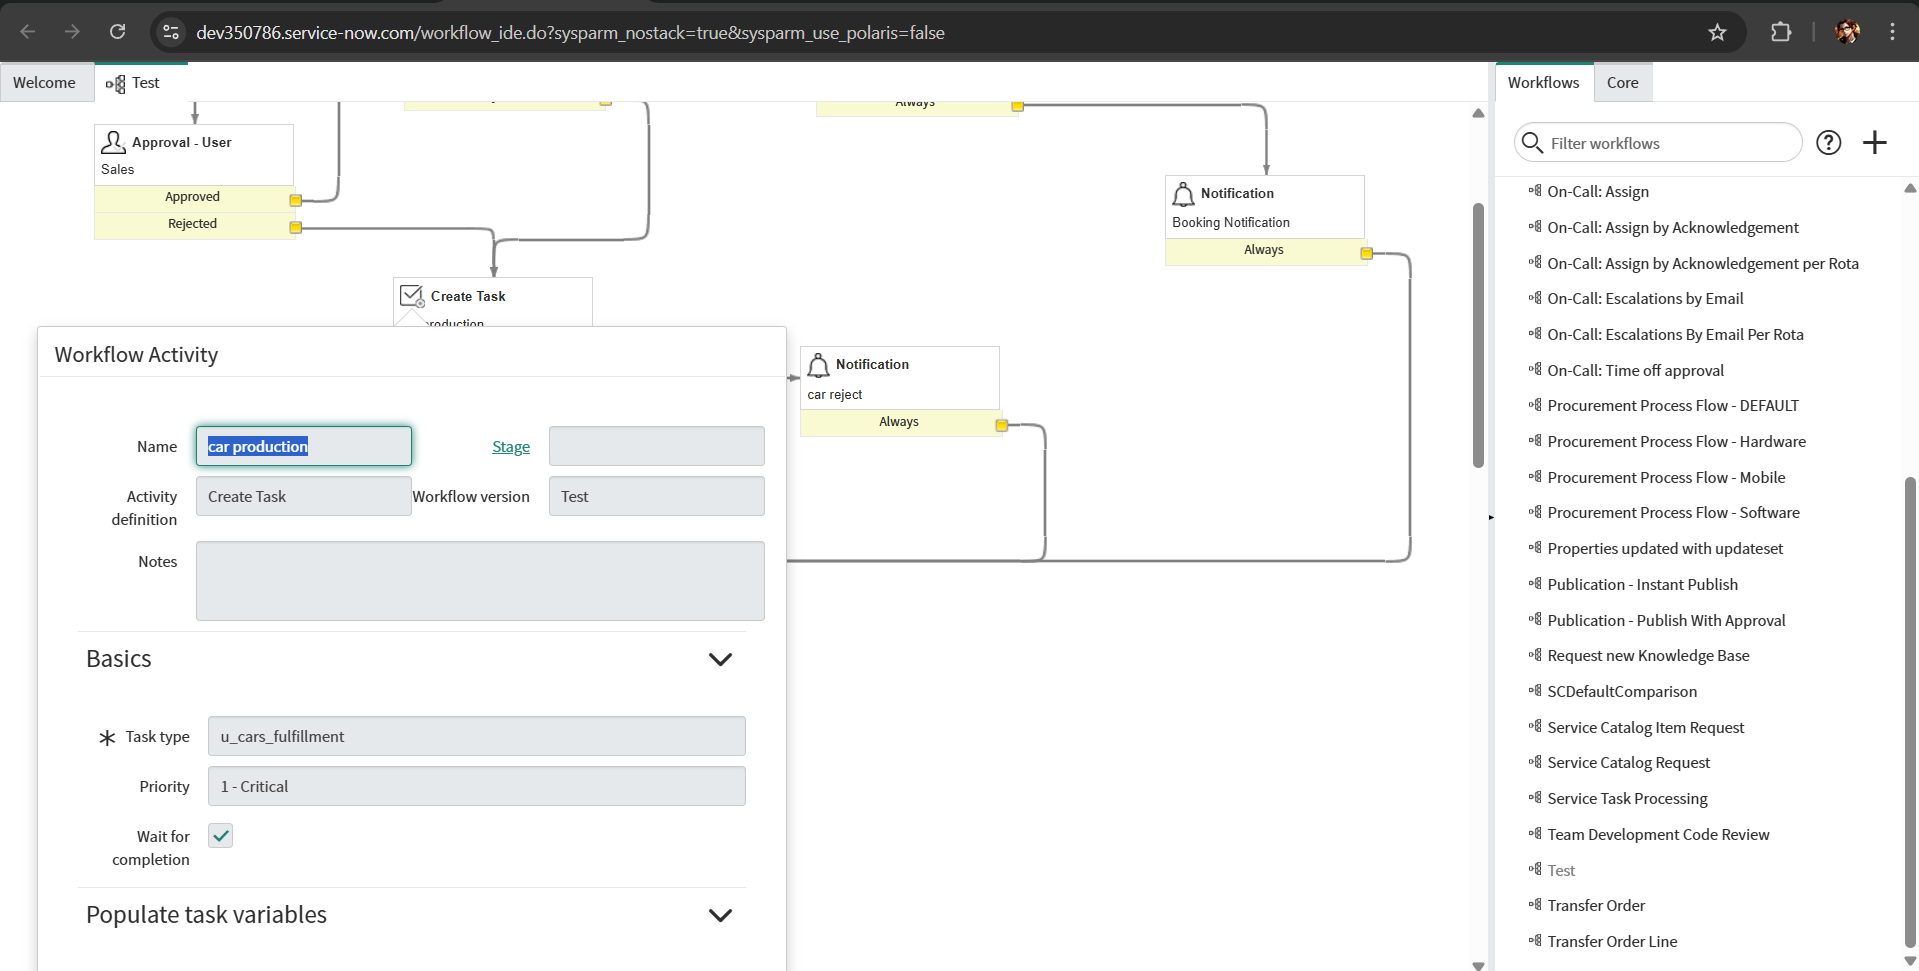 dev350786.service-now.com/workflow_ide.do?sysparm_nostack=true&sysparm_use_polaris=false
Welcome
Test
Workflows
Core
Filter workflows
Always
Approval - User
Sales
Approved
Rejected
Notification
Booking Notification
Always
Create Task
roduction
Workflow Activity
Name
car production
Stage
Activity definition
Create Task
Workflow version
Test
Notes
Basics
Task type
u_cars_fulfillment
Priority
1 - Critical
Wait for completion
Populate task variables
Notification
car reject
Always
On-Call: Assign
On-Call: Assign by Acknowledgement
On-Call: Assign by Acknowledgement per Rota
On-Call: Escalations by Email
On-Call: Escalations By Email Per Rota
On-Call: Time off approval
Procurement Process Flow - DEFAULT
Procurement Process Flow - Hardware
Procurement Process Flow - Mobile
Procurement Process Flow - Software
Properties updated with updateset
Publication - Instant Publish
Publication - Publish With Approval
Request new Knowledge Base
SCDefaultComparison
Service Catalog Item Request
Service Catalog Request
Service Task Processing
Team Development Code Review
Test
Transfer Order
Transfer Order Line